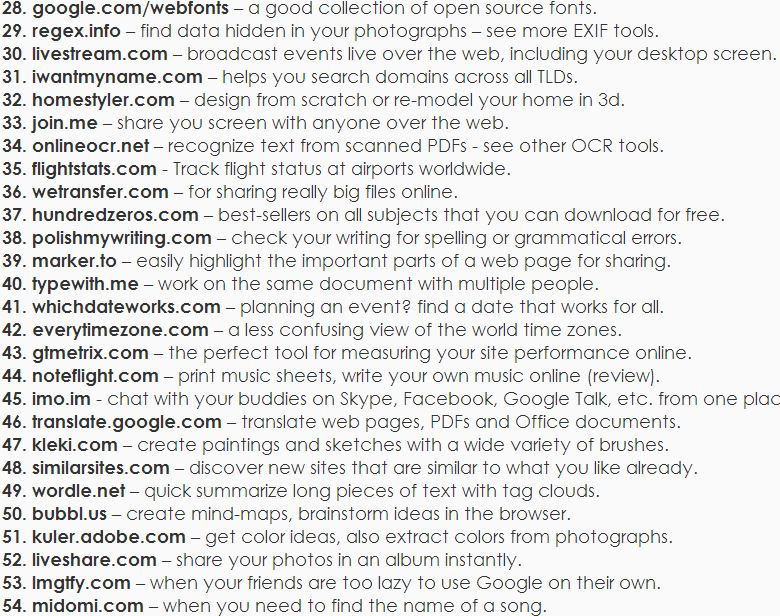 28. google.com/webfonts – a good collection of open source fonts.
29. regex.info – find data hidden in your photographs – see more EXIF tools.
30. livestream.com – broadcast events live over the web, including your desktop screen.
31. iwantmyname.com – helps you search domains across all TLDs.
32. homestyler.com – design from scratch or re-model your home in 3d.
33. join.me – share you screen with anyone over the web.
34. onlineocr.net – recognize text from scanned PDFs - see other OCR tools.
35. flightstats.com - Track flight status at airports worldwide.
36. wetransfer.com – for sharing really big files online.
37. hundredzeros.com – best-sellers on all subjects that you can download for free.
38. polishmywriting.com – check your writing for spelling or grammatical errors.
39. marker.to – easily highlight the important parts of a web page for sharing.
40. typewith.me – work on the same document with multiple people.
41. whichdateworks.com – planning an event? find a date that works for all.
42. everytimezone.com – a less confusing view of the world time zones.
43. gtmetrix.com – the perfect tool for measuring your site performance online.
44. noteflight.com – print music sheets, write your own music online (review).
45. imo.im - chat with your buddies on Skype, Facebook, Google Talk, etc. from one plac
46. translate.google.com – translate web pages, PDFs and Office documents.
47. kleki.com – create paintings and sketches with a wide variety of brushes.
48. similarsites.com – discover new sites that are similar to what you like already.
49. wordle.net – quick summarize long pieces of text with tag clouds.
50. bubbl.us – create mind-maps, brainstorm ideas in the browser.
51. kuler.adobe.com – get color ideas, also extract colors from photographs.
52. liveshare.com – share your photos in an album instantly.
53. lmgtfy.com – when your friends are too lazy to use Google on their own.
54. midomi.com – when you need to find the name of a song.